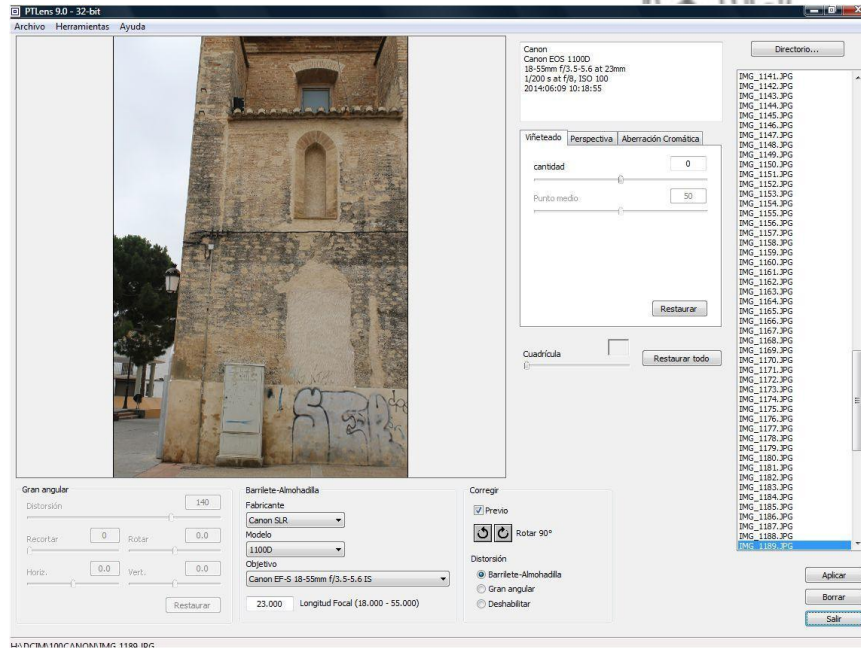 PTLens 9.0 - 32-bit
Archivo Herramientas Ayuda
Canon
Canon EOS 1100D
18-55mm f/3.5-5.6 at 23mm
1/200 s at f/8, ISO 100
2014:06:09 10:18:55
Viñeteado Perspectiva Aberración Cromática
cantidad 0
Punto medio 50
Restaurar
Cuadrícula
Restaurar todo
Directorio...
IMG_1141.JPG
IMG_1142.JPG
IMG_1143.JPG
IMG_1144.JPG
IMG_1145.JPG
IMG_1146.JPG
IMG_1147.JPG
IMG_1148.JPG
IMG_1149.JPG
IMG_1150.JPG
IMG_1151.JPG
IMG_1152.JPG
IMG_1153.JPG
IMG_1154.JPG
IMG_1155.JPG
IMG_1156.JPG
IMG_1157.JPG
IMG_1158.JPG
IMG_1159.JPG
IMG_1160.JPG
IMG_1161.JPG
IMG_1162.JPG
IMG_1163.JPG
IMG_1164.JPG
IMG_1165.JPG
IMG_1166.JPG
IMG_1167.JPG
IMG_1168.JPG
IMG_1169.JPG
IMG_1170.JPG
IMG_1171.JPG
IMG_1172.JPG
IMG_1173.JPG
IMG_1174.JPG
IMG_1175.JPG
IMG_1176.JPG
IMG_1177.JPG
IMG_1178.JPG
IMG_1179.JPG
IMG_1180.JPG
IMG_1181.JPG
IMG_1182.JPG
IMG_1183.JPG
IMG_1184.JPG
IMG_1185.JPG
IMG_1186.JPG
IMG_1187.JPG
IMG_1188.JPG
IMG_1189.JPG
Gran angular
Distorsión 140
Recortar 0 Rotar 0.0
Horiz. 0.0 Vert. 0.0
Restaurar
Barrilete-Almohadilla
Fabricante
Canon SLR
Modelo
1100D
Objetivo
Canon EF-S 18-55mm f/3.5-5.6 IS
23.000 Longitud Focal (18.000 - 55.000)
Corregir
Previo
Rotar 90°
Distorsión
Barrilete-Almohadilla
Gran angular
Deshabilitar
Aplicar
Borrar
Salir
H:\DCIM\100CANON\IMG_1189.JPG